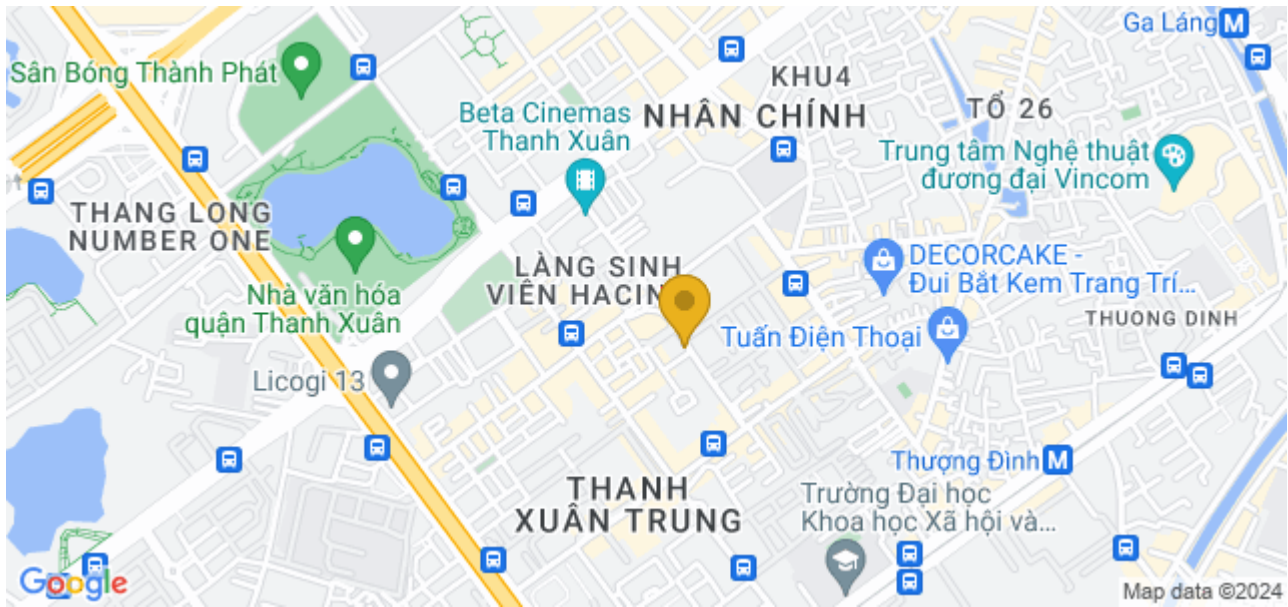 Ga Láng M
Sân Bóng Thành Phát
KHU4
Beta Cinemas
Thanh Xuân
NHÂN CHÍNH
TỔ 26
Trung tâm Nghệ thuật
đương đại Vincom
THANG LONG
NUMBER ONE
LÀNG SINH
VIÊN HACIN
DECORCAKE -
Đui Bắt Kem Trang Trí...
Nhà văn hóa
quận Thanh Xuân
THUONG DINH
Tuấn Điện Thoại
Licogi 13
Thượng Đình M
THANH
XUÂN TRUNG
Trường Đại học
Khoa học Xã hội và...
Google
Map data ©2024